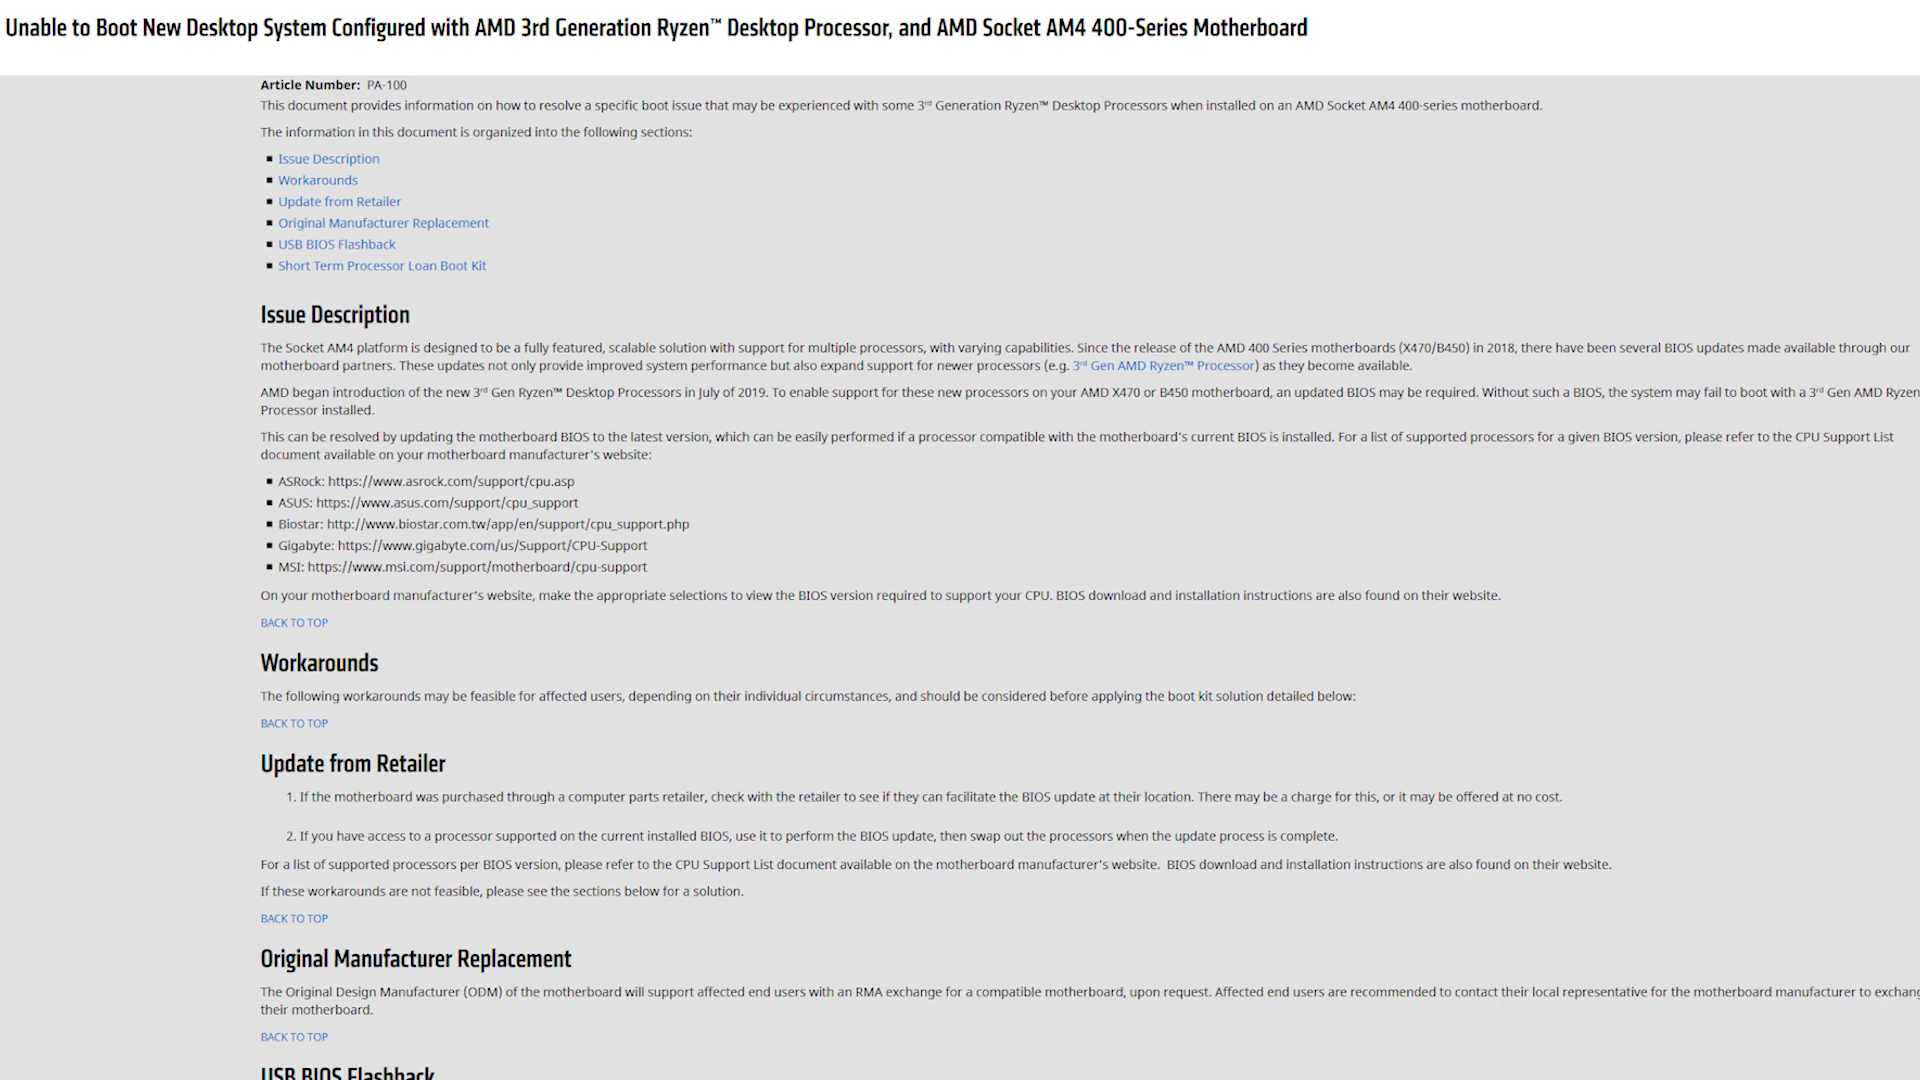 Unable to Boot New Desktop System Configured with AMD 3rd Generation Ryzen™ Desktop Processor, and AMD Socket AM4 400-Series Motherboard
Article Number: PA-100
This document provides information on how to resolve a specific boot issue that may be experienced with some 3rd Generation Ryzen™ Desktop Processors when installed on an AMD Socket AM4 400-series motherboard.
The information in this document is organized into the following sections:
▪ Issue Description
▪ Workarounds
▪ Update from Retailer
▪ Original Manufacturer Replacement
▪ USB BIOS Flashback
▪ Short Term Processor Loan Boot Kit
Issue Description
The Socket AM4 platform is designed to be a fully featured, scalable solution with support for multiple processors, with varying capabilities. Since the release of the AMD 400 Series motherboards (X470/B450) in 2018, there have been several BIOS updates made available through our
motherboard partners. These updates not only provide improved system performance but also expand support for newer processors (e.g. 3rd Gen AMD Ryzen™ Processor) as they become available.
AMD began introduction of the new 3rd Gen Ryzen™ Desktop Processors in July of 2019. To enable support for these new processors on your AMD X470 or B450 motherboard, an updated BIOS may be required. Without such a BIOS, the system may fail to boot with a 3rd Gen AMD Ryzen
Processor installed.
This can be resolved by updating the motherboard BIOS to the latest version, which can be easily performed if a processor compatible with the motherboard's current BIOS is installed. For a list of supported processors for a given BIOS version, please refer to the CPU Support List
document available on your motherboard manufacturer's website:
▪ ASRock: https://www.asrock.com/support/cpu.asp
▪ ASUS: https://www.asus.com/support/cpu_support
▪ Biostar: http://www.biostar.com.tw/app/en/support/cpu_support.php
▪ Gigabyte: https://www.gigabyte.com/us/Support/CPU-Support
▪ MSI: https://www.msi.com/support/motherboard/cpu-support
On your motherboard manufacturer's website, make the appropriate selections to view the BIOS version required to support your CPU. BIOS download and installation instructions are also found on their website.
BACK TO TOP
Workarounds
The following workarounds may be feasible for affected users, depending on their individual circumstances, and should be considered before applying the boot kit solution detailed below:
BACK TO TOP
Update from Retailer
1. If the motherboard was purchased through a computer parts retailer, check with the retailer to see if they can facilitate the BIOS update at their location. There may be a charge for this, or it may be offered at no cost.
2. If you have access to a processor supported on the current installed BIOS, use it to perform the BIOS update, then swap out the processors when the update process is complete.
For a list of supported processors per BIOS version, please refer to the CPU Support List document available on the motherboard manufacturer's website. BIOS download and installation instructions are also found on their website.
If these workarounds are not feasible, please see the sections below for a solution.
BACK TO TOP
Original Manufacturer Replacement
The Original Design Manufacturer (ODM) of the motherboard will support affected end users with an RMA exchange for a compatible motherboard, upon request. Affected end users are recommended to contact their local representative for the motherboard manufacturer to exchang
their motherboard.
BACK TO TOP
USB BIOS Flashback